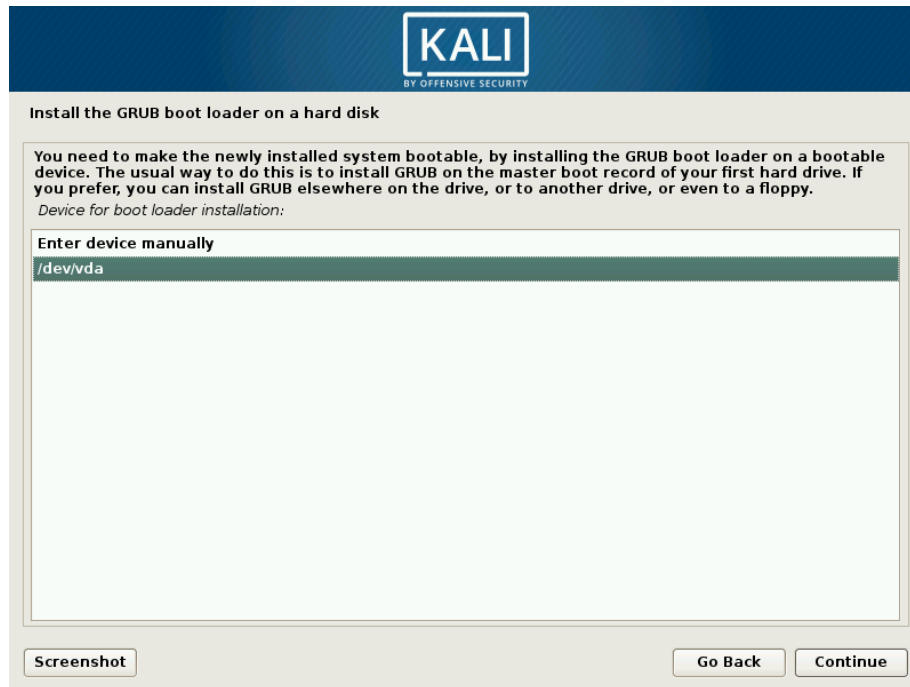 KALI
BY OFFENSIVE SECURITY
Install the GRUB boot loader on a hard disk
You need to make the newly installed system bootable, by installing the GRUB boot loader on a bootable
device. The usual way to do this is to install GRUB on the master boot record of your first hard drive. If
you prefer, you can install GRUB elsewhere on the drive, or to another drive, or even to a floppy.
Device for boot loader installation:
Enter device manually
/dev/vda
Screenshot
Go Back
Continue